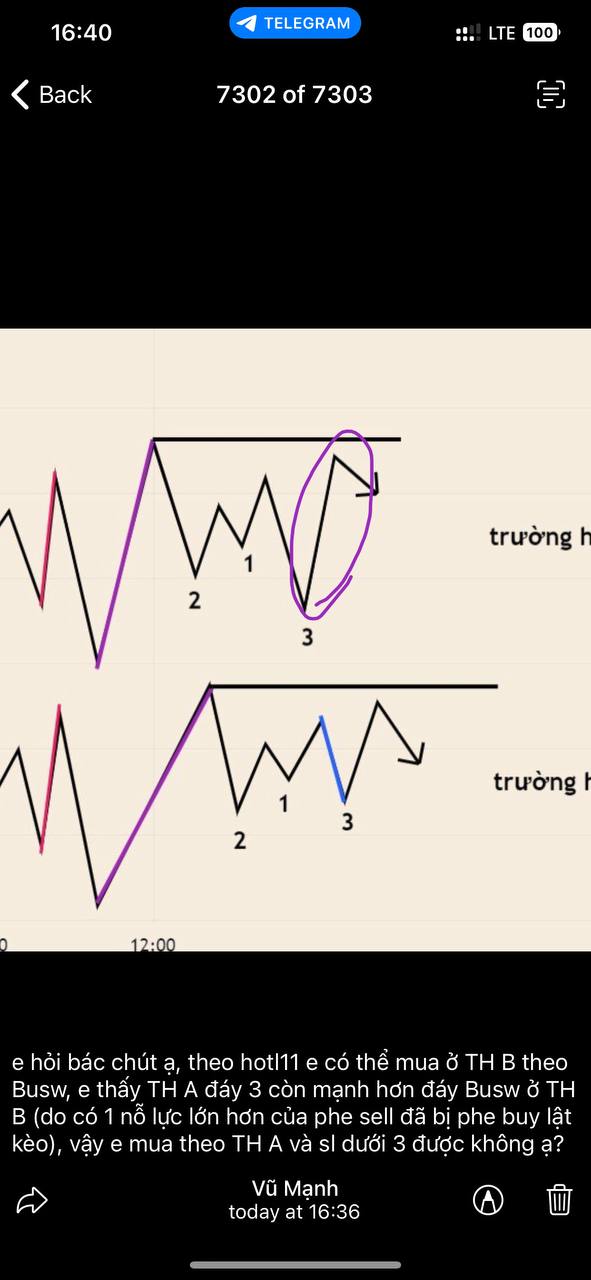 16:40
TELEGRAM
LTE
100
Back
7302 of 7303
1
2
3
trường h
1
2
3
trường h
0
12:00
e hỏi bác chút ạ, theo hotl11 e có thể mua ở TH B theo
Busw, e thấy TH A đáy 3 còn mạnh hơn đáy Busw ở TH
B (do có 1 nỗ lực lớn hơn của phe sell đã bị phe buy lật
kèo), vậy e mua theo TH A và sl dưới 3 được không ạ?
Vũ Mạnh
today at 16:36